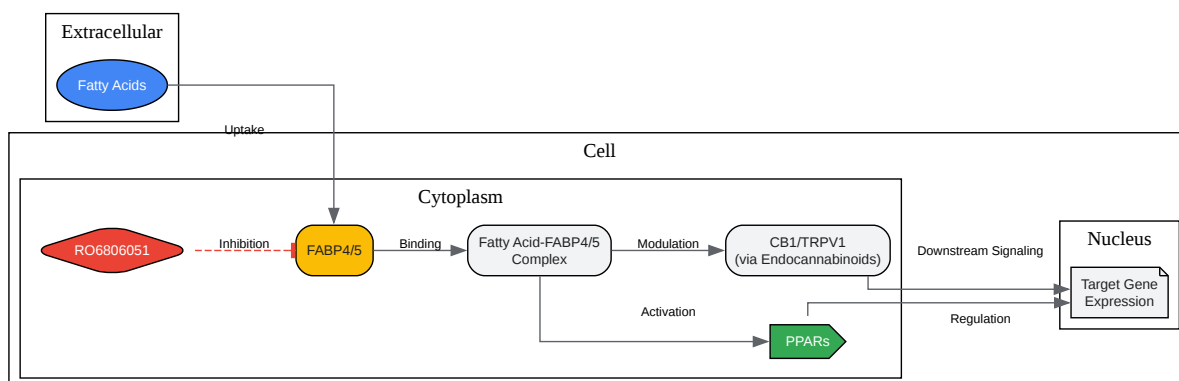 Extracellular
Fatty Acids
Uptake
Cell
Cytoplasm
RO6806051
Inhibition
FABP4/5
Binding
Fatty Acid-FABP4/5
Complex
Modulation
CB1/TRPV1
(via Endocannabinoids)
Downstream Signaling
Nucleus
Target Gene
Expression
Activation
PPARs
Regulation